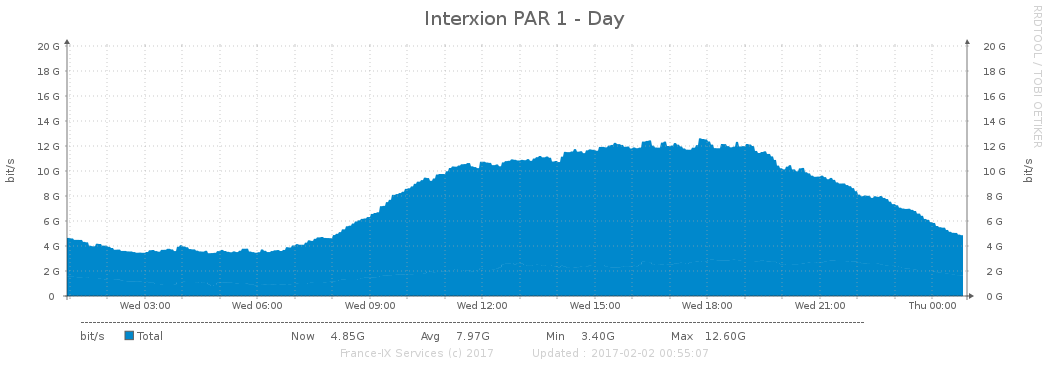 Interxion PAR 1 - Day
RRDTOOL / TOBI OETIKER
20 G 20 G
18 G 18 G
16 G 16 G
14 G 14 G
12 G 12 G
10 G 10 G
8 G 8 G
6 G 6 G
4 G 4 G
2 G 2 G
0 0 G
bit/s
bit/s
Wed 03:00 Wed 06:00 Wed 09:00 Wed 12:00 Wed 15:00 Wed 18:00 Wed 21:00 Thu 00:00
bit/s Total Now 4.85G Avg 7.97G Min 3.40G Max 12.60G
France-IX Services (c) 2017 Updated : 2017-02-02 00:55:07